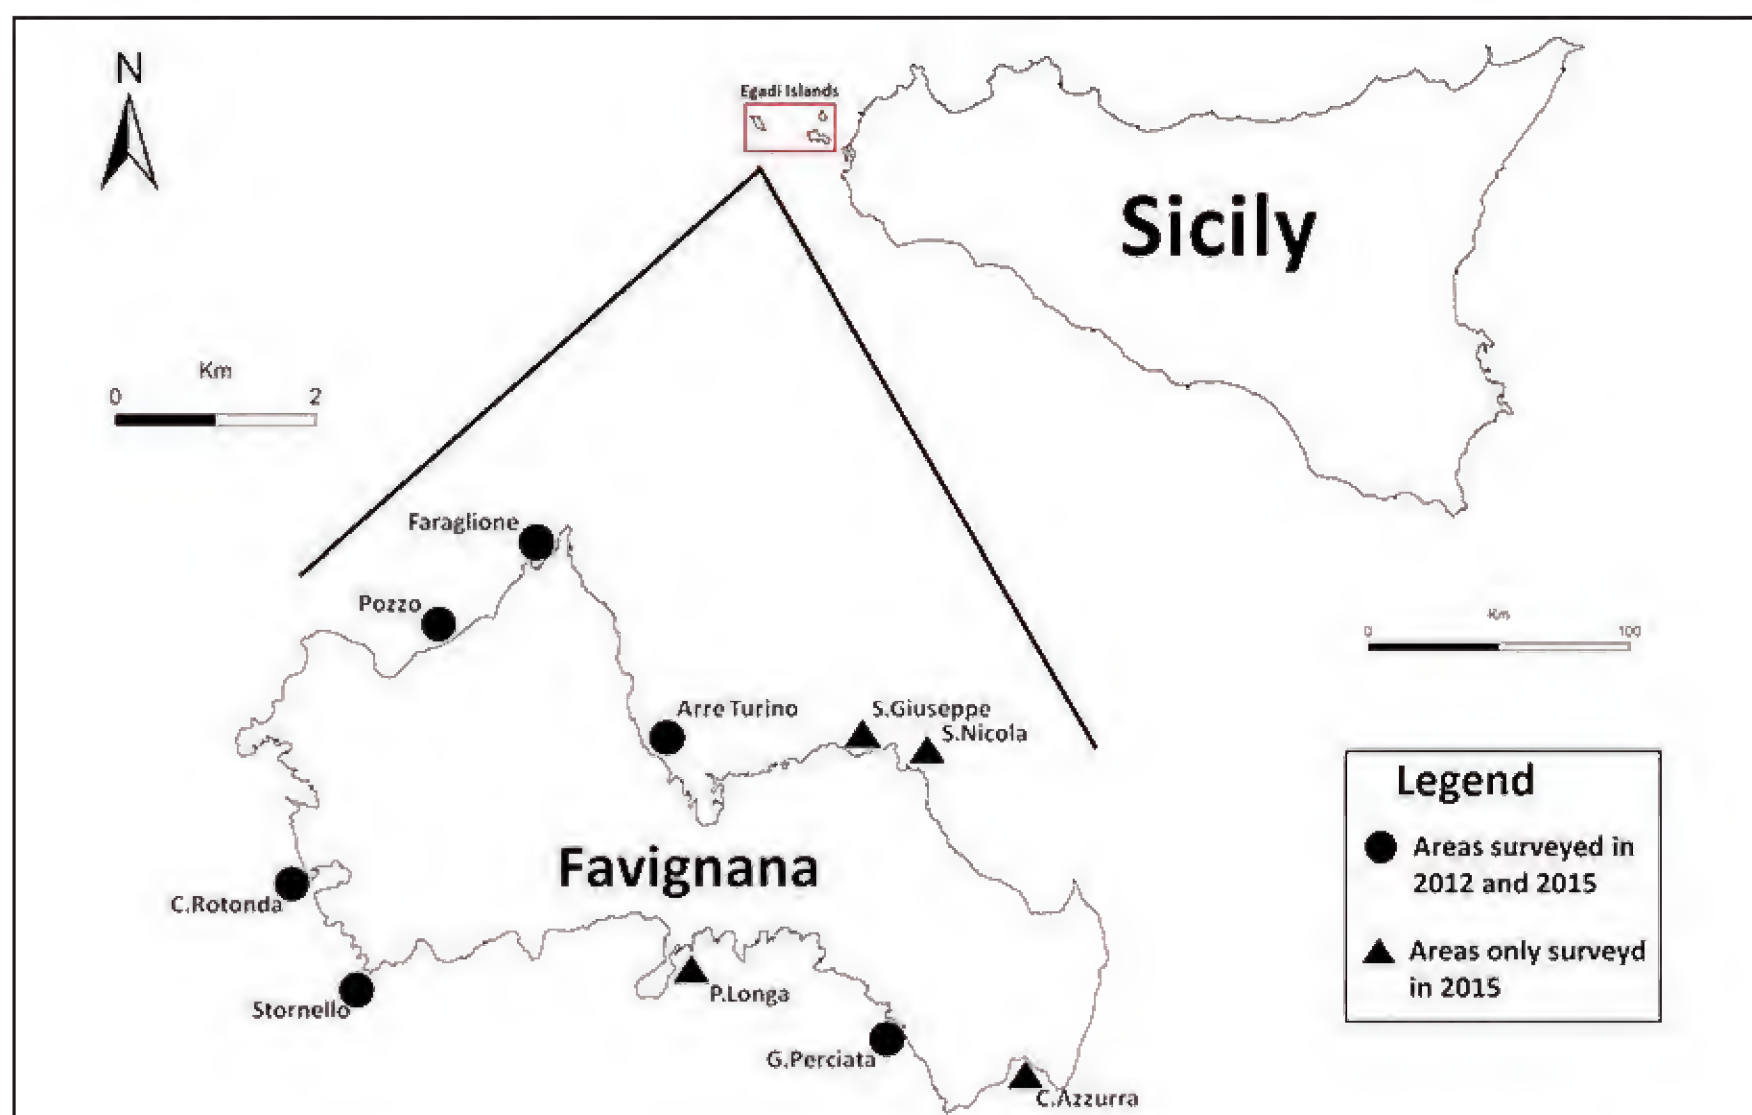 N
Egadi Islands
Sicily
Km
0 2
Faraglione
Pozzo
Km
0 100
Arre Turino
S.Giuseppe
S.Nicola
Legend
Areas surveyed in
2012 and 2015
Areas only surveyd
in 2015
Favignana
C.Rotonda
Stornello
P.Longa
G.Perciata
C.Azzurra